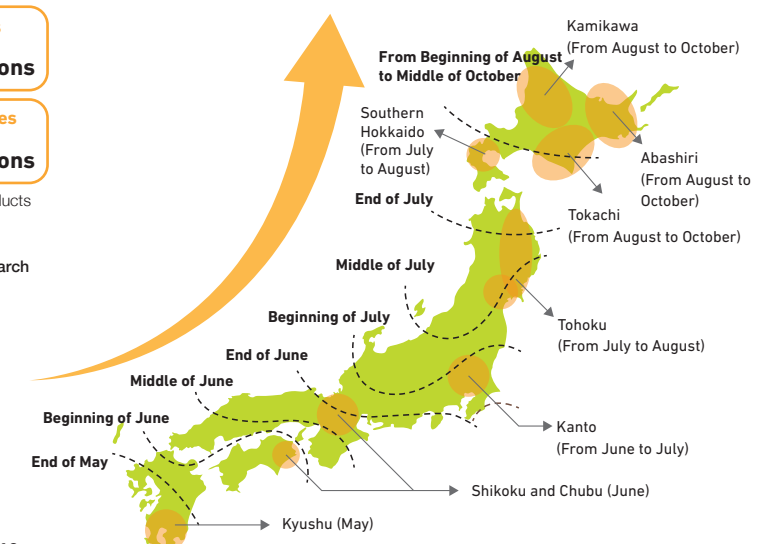 ons
es
ons
ucts
arch
Kamikawa
(From August to October)
From Beginning of August
to Middle of October
Southern
Hokkaido
(From July
to August)
Abashiri
(From August to
October)
End of July
Tokachi
(From August to October)
Middle of July
Beginning of July
Tohoku
(From July to August)
End of June
Middle of June
Beginning of June
Kanto
(From June to July)
End of May
Shikoku and Chubu (June)
Kyushu (May)